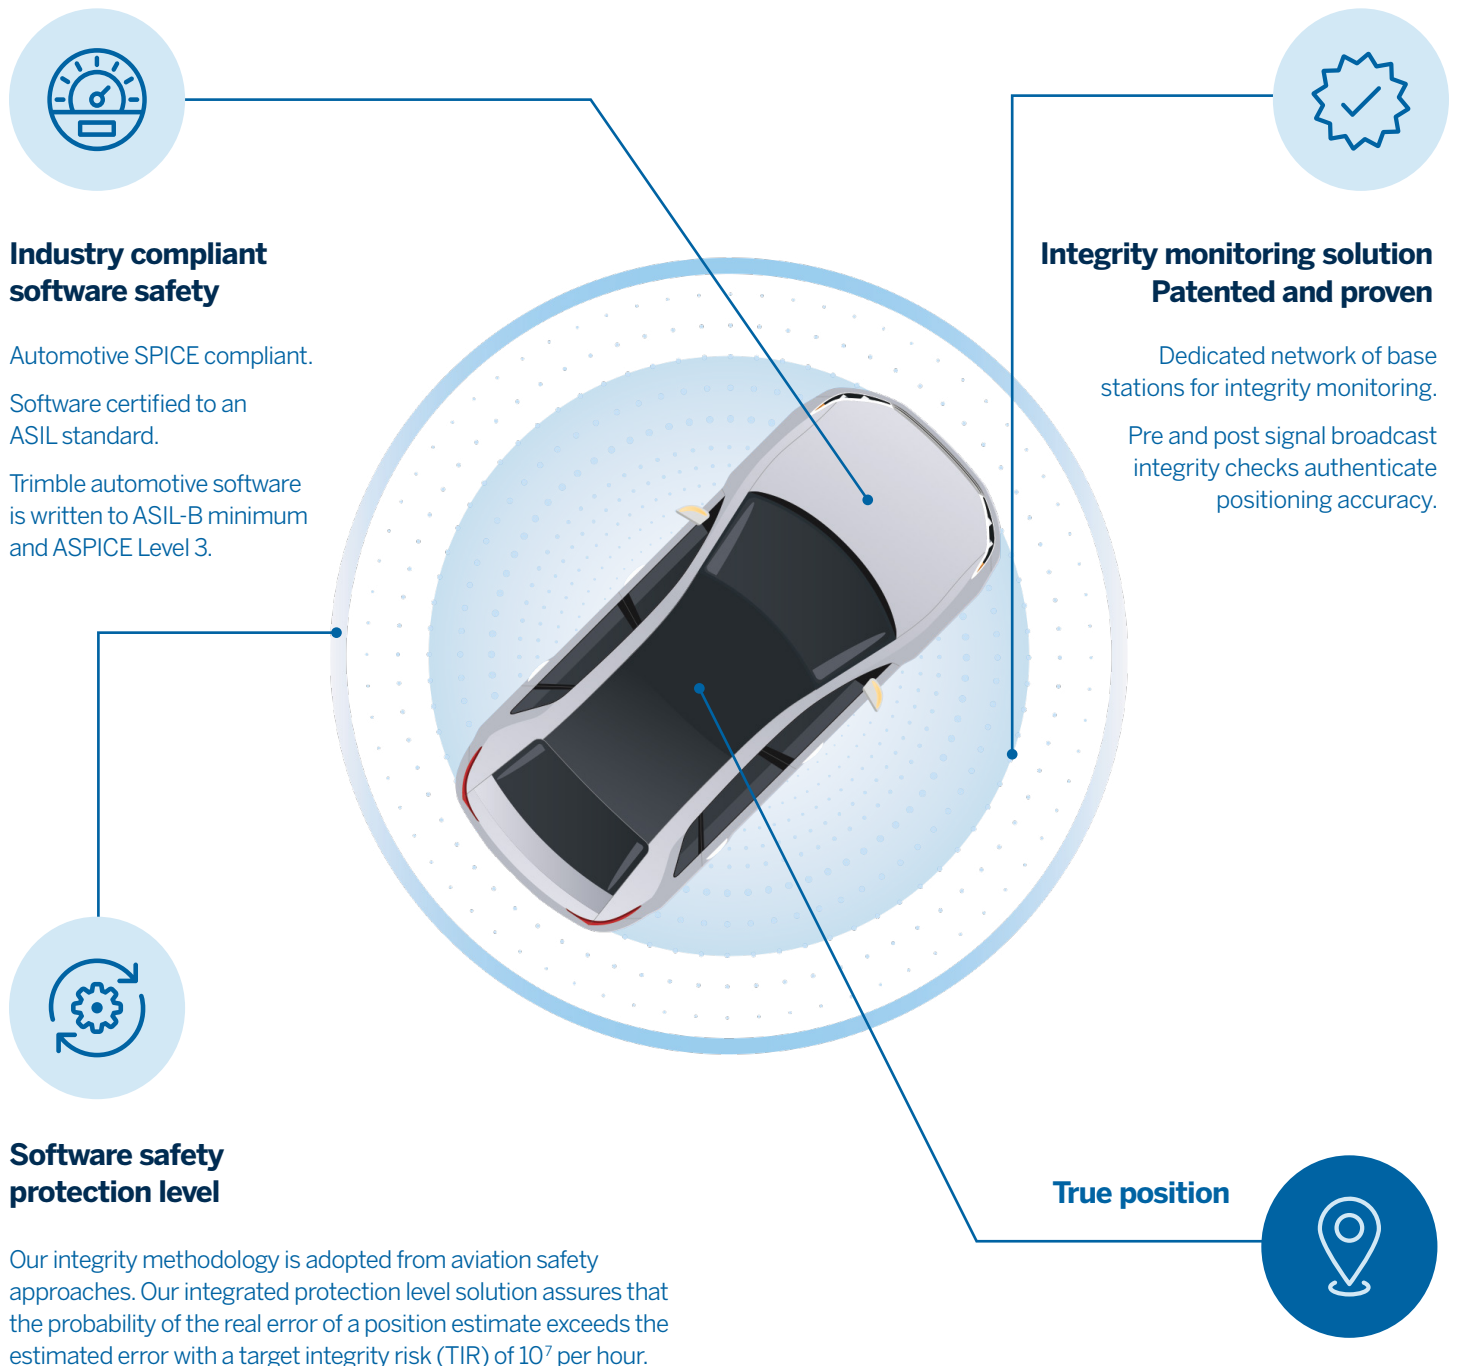 Industry compliant
software safety
Automotive SPICE compliant.
Software certified to an
ASIL standard.
Trimble automotive software
is written to ASIL-B minimum
and ASPICE Level 3.
Integrity monitoring solution
Patented and proven
Dedicated network of base
stations for integrity monitoring.
Pre and post signal broadcast
integrity checks authenticate
positioning accuracy.
Software safety
protection level
Our integrity methodology is adopted from aviation safety
approaches. Our integrated protection level solution assures that
the probability of the real error of a position estimate exceeds the
estimated error with a target integrity risk (TIR) of 10⁷ per hour.
True position